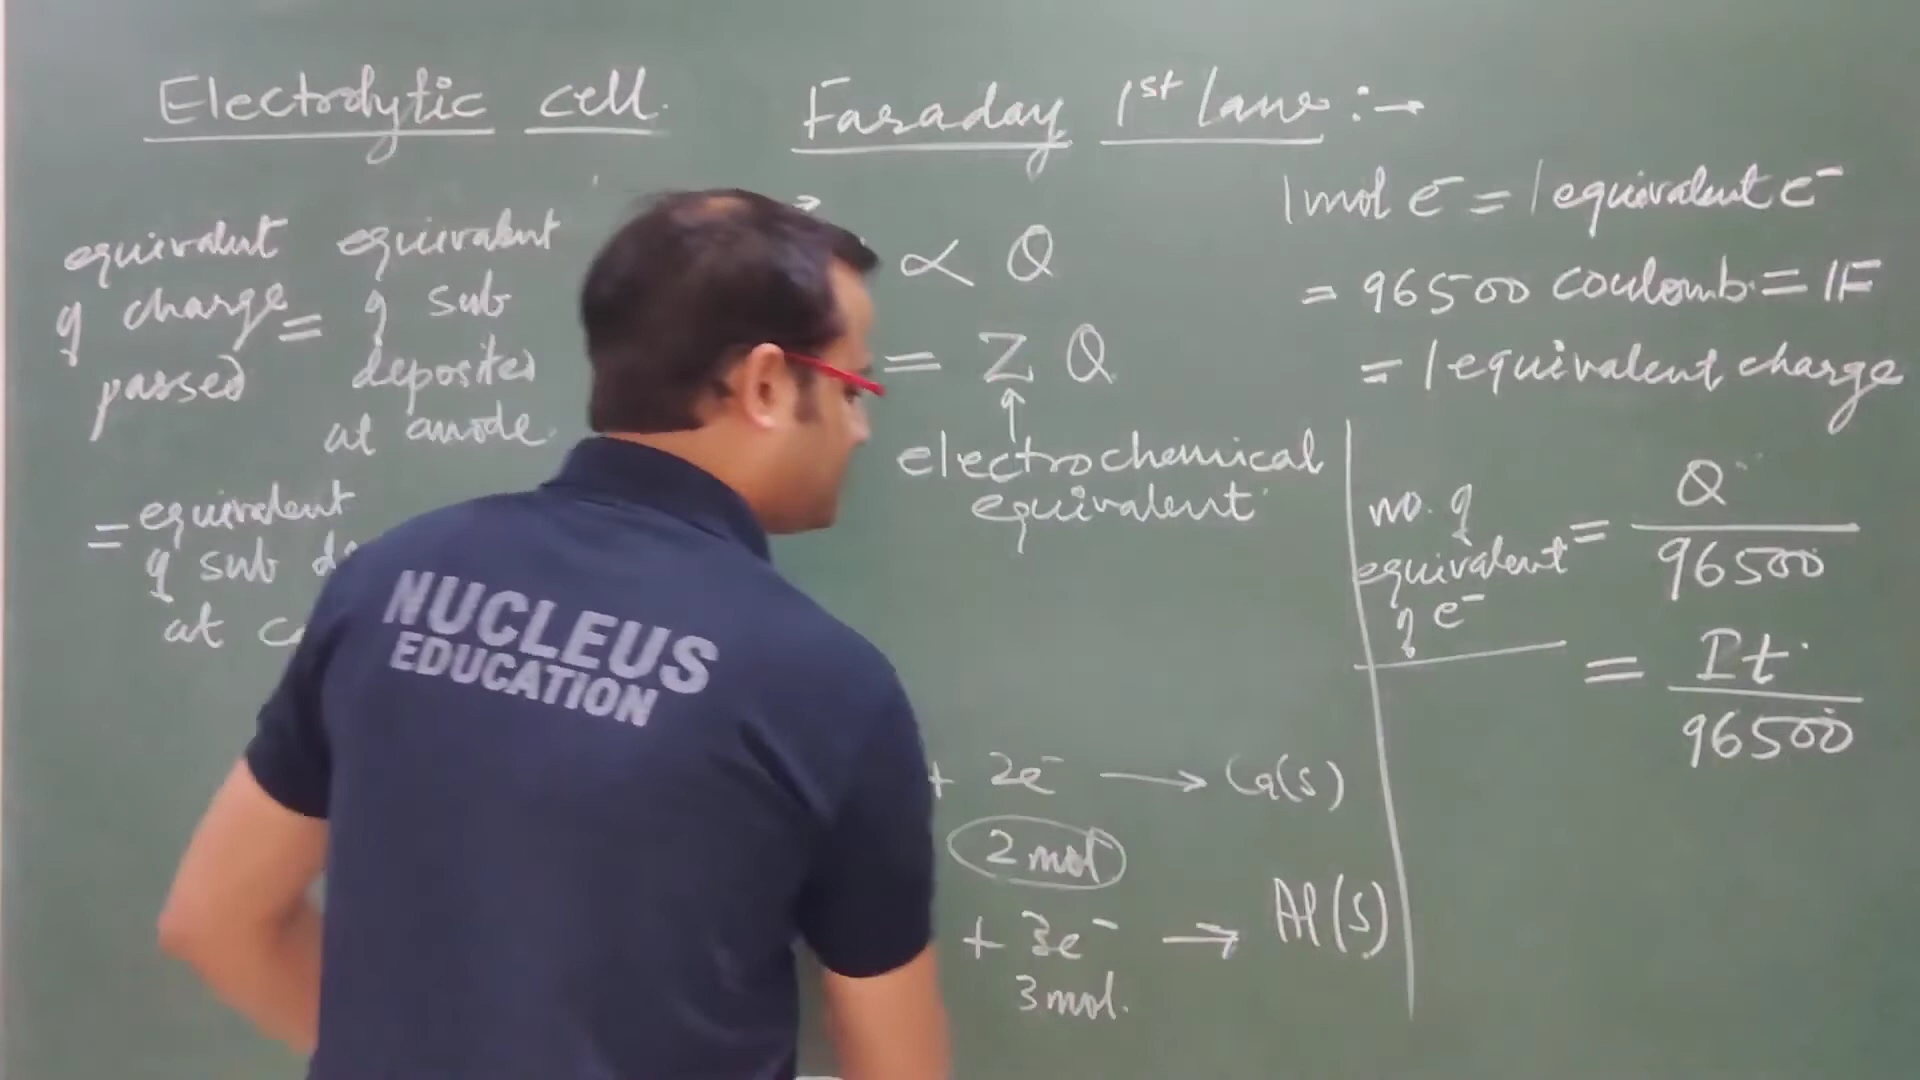 Electrolytic cell.
equivalent equivalent
of charge = of sub
passed deposited
at anode.
= equivalent
of sub
at
Faraday 1st Law :→
∝ Q
= Z Q
↑
electrochemical
equivalent
+ 2e⁻ → Ca(s)
2 mol
+ 3e⁻ → Al(s)
3 mol.
1 mol e⁻ = 1 equivalent e⁻
= 96500 coulomb = 1F
= 1 equivalent charge
no. of
equivalent
of e⁻
= Q
96500
= It
96500
NUCLEUS
EDUCATION